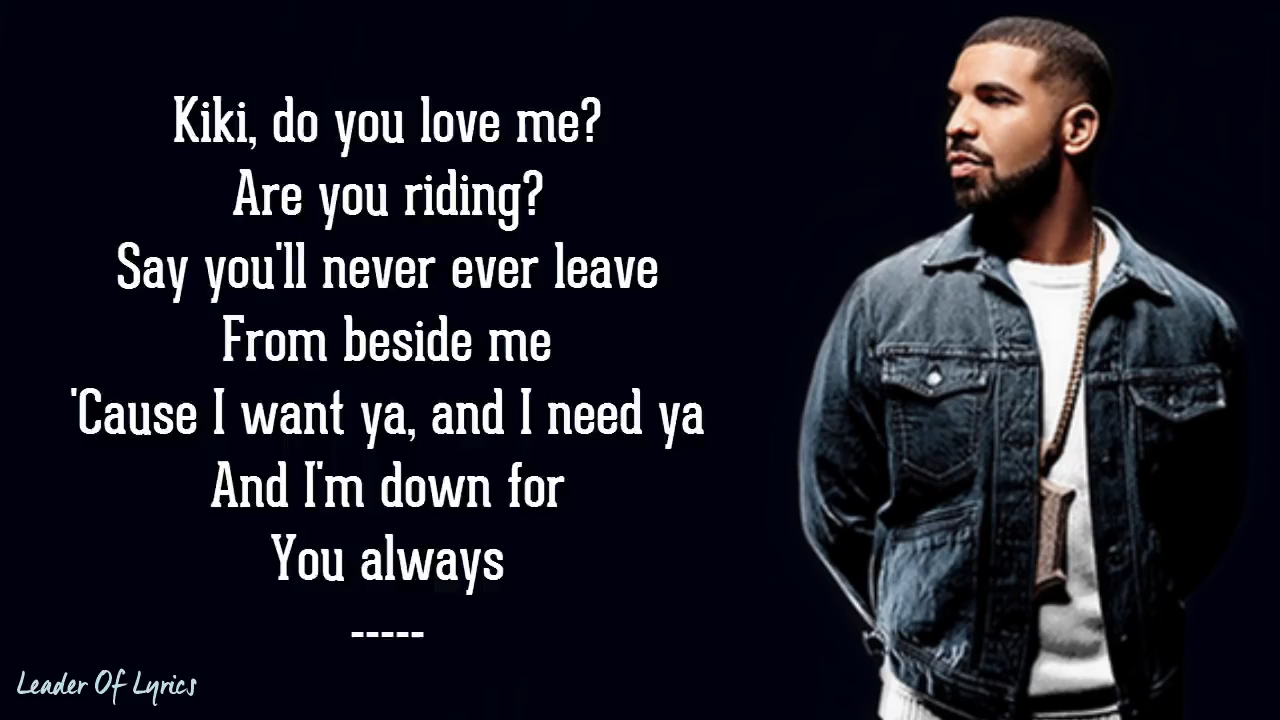 Kiki, do you love me?
Are you riding?
Say you'll never ever leave
From beside me
'Cause I want ya, and I need ya
And I'm down for
You always
-----
Leader Of Lyrics